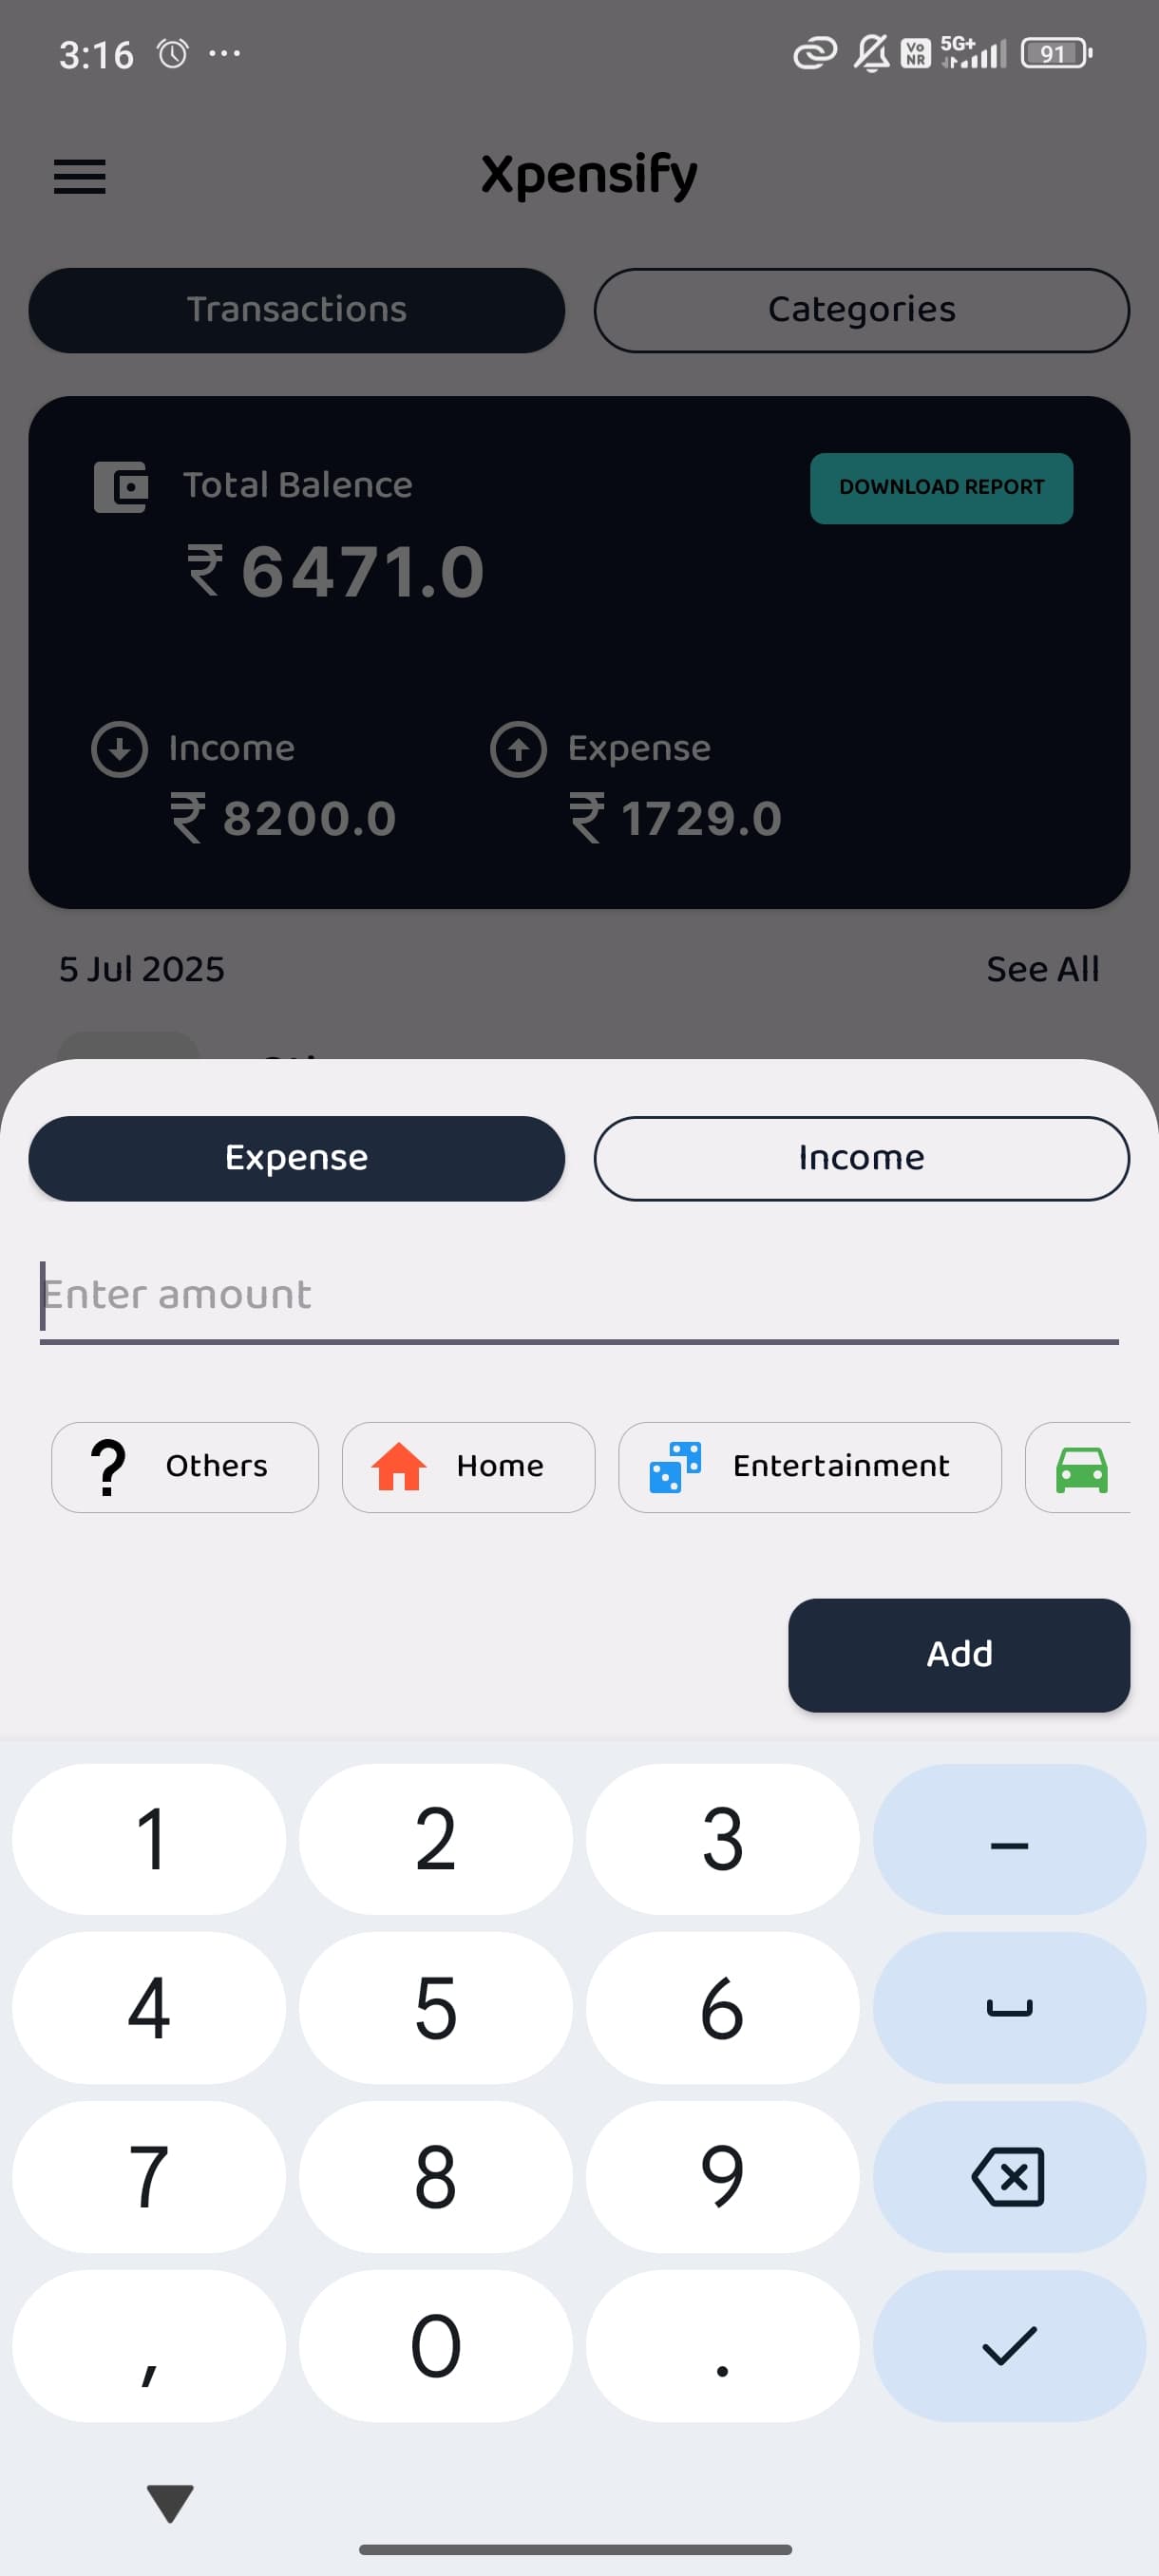 3:16 ...
Vo NR 5G+ 91
Xpensify
Transactions Categories
Total Balence DOWNLOAD REPORT
₹ 6471.0
Income Expense
₹ 8200.0 ₹ 1729.0
5 Jul 2025 See All
Expense Income
Enter amount
? Others Home Entertainment
Add
1 2 3 –
4 5 6
7 8 9
, 0 .